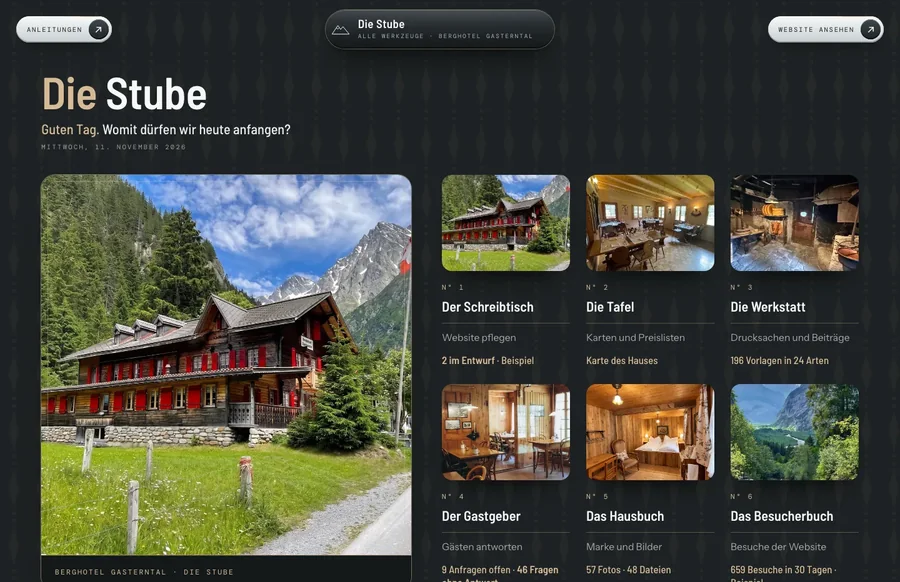 ANLEITUNGEN
Die Stube
ALLE WERKZEUGE · BERGHOTEL GASTERNTAL
WEBSITE ANSEHEN
Die Stube
Guten Tag. Womit dürfen wir heute anfangen?
MITTWOCH, 11. NOVEMBER 2026
BERGHOTEL GASTERNTAL · DIE STUBE
N° 1
Der Schreibtisch
Website pflegen
2 im Entwurf · Beispiel
N° 2
Die Tafel
Karten und Preislisten
Karte des Hauses
N° 3
Die Werkstatt
Drucksachen und Beiträge
196 Vorlagen in 24 Arten
N° 4
Der Gastgeber
Gästen antworten
9 Anfragen offen · 46 Fragen
ohne Antwort
N° 5
Das Hausbuch
Marke und Bilder
57 Fotos · 48 Dateien
N° 6
Das Besucherbuch
Besuche der Website
659 Besuche in 30 Tagen ·
Beispiel